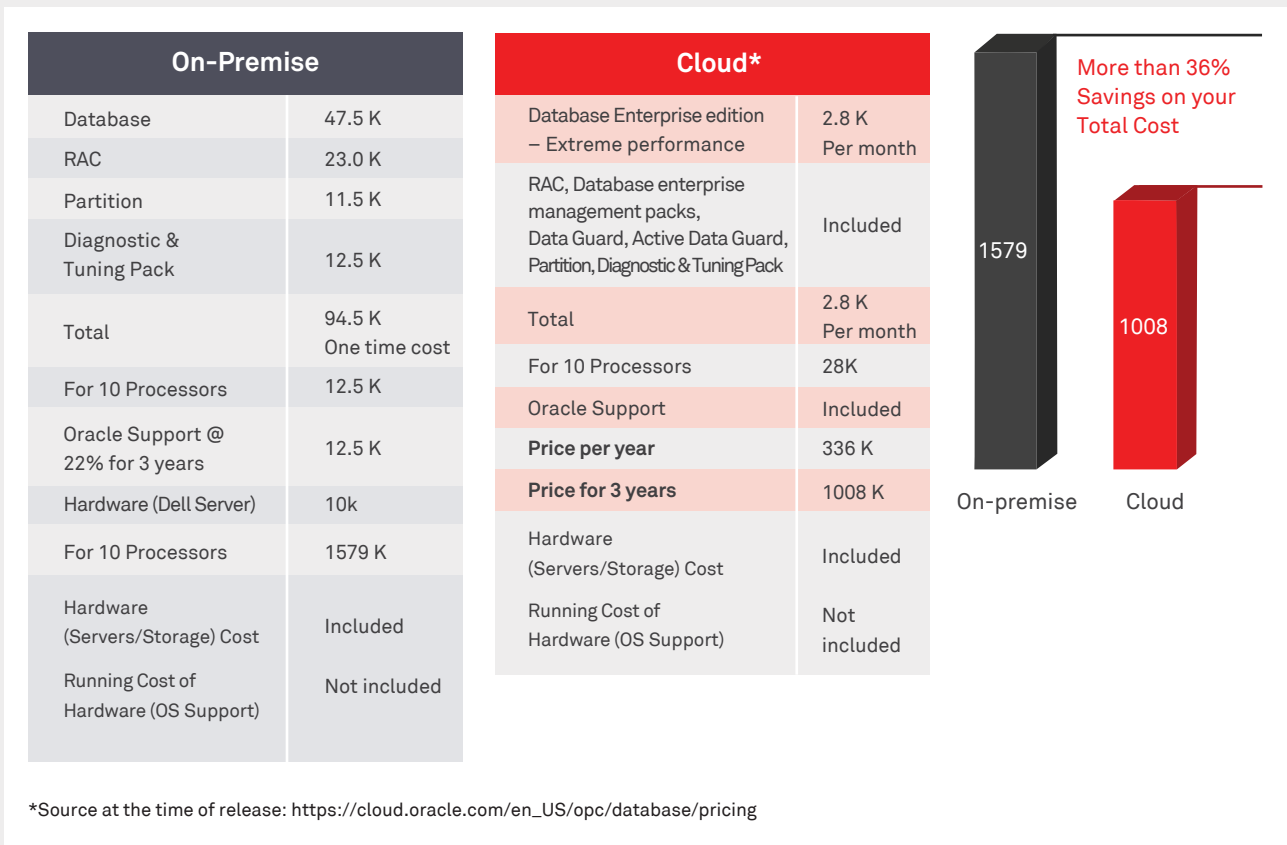 On-Premise
Database 47.5 K
RAC 23.0 K
Partition 11.5 K
Diagnostic &
Tuning Pack 12.5 K
Total 94.5 K
One time cost
For 10 Processors 12.5 K
Oracle Support @
22% for 3 years 12.5 K
Hardware (Dell Server) 10k
For 10 Processors 1579 K
Hardware
(Servers/Storage) Cost Included
Running Cost of
Hardware (OS Support) Not included
Cloud*
Database Enterprise edition 2.8 K
– Extreme performance Per month
RAC, Database enterprise
management packs,
Data Guard, Active Data Guard, Included
Partition, Diagnostic & Tuning Pack
Total 2.8 K
Per month
For 10 Processors 28K
Oracle Support Included
Price per year 336 K
Price for 3 years 1008 K
Hardware
(Servers/Storage) Cost Included
Running Cost of Not
Hardware (OS Support) included
More than 36%
Savings on your
Total Cost
1579
1008
On-premise Cloud
*Source at the time of release: https://cloud.oracle.com/en_US/opc/database/pricing